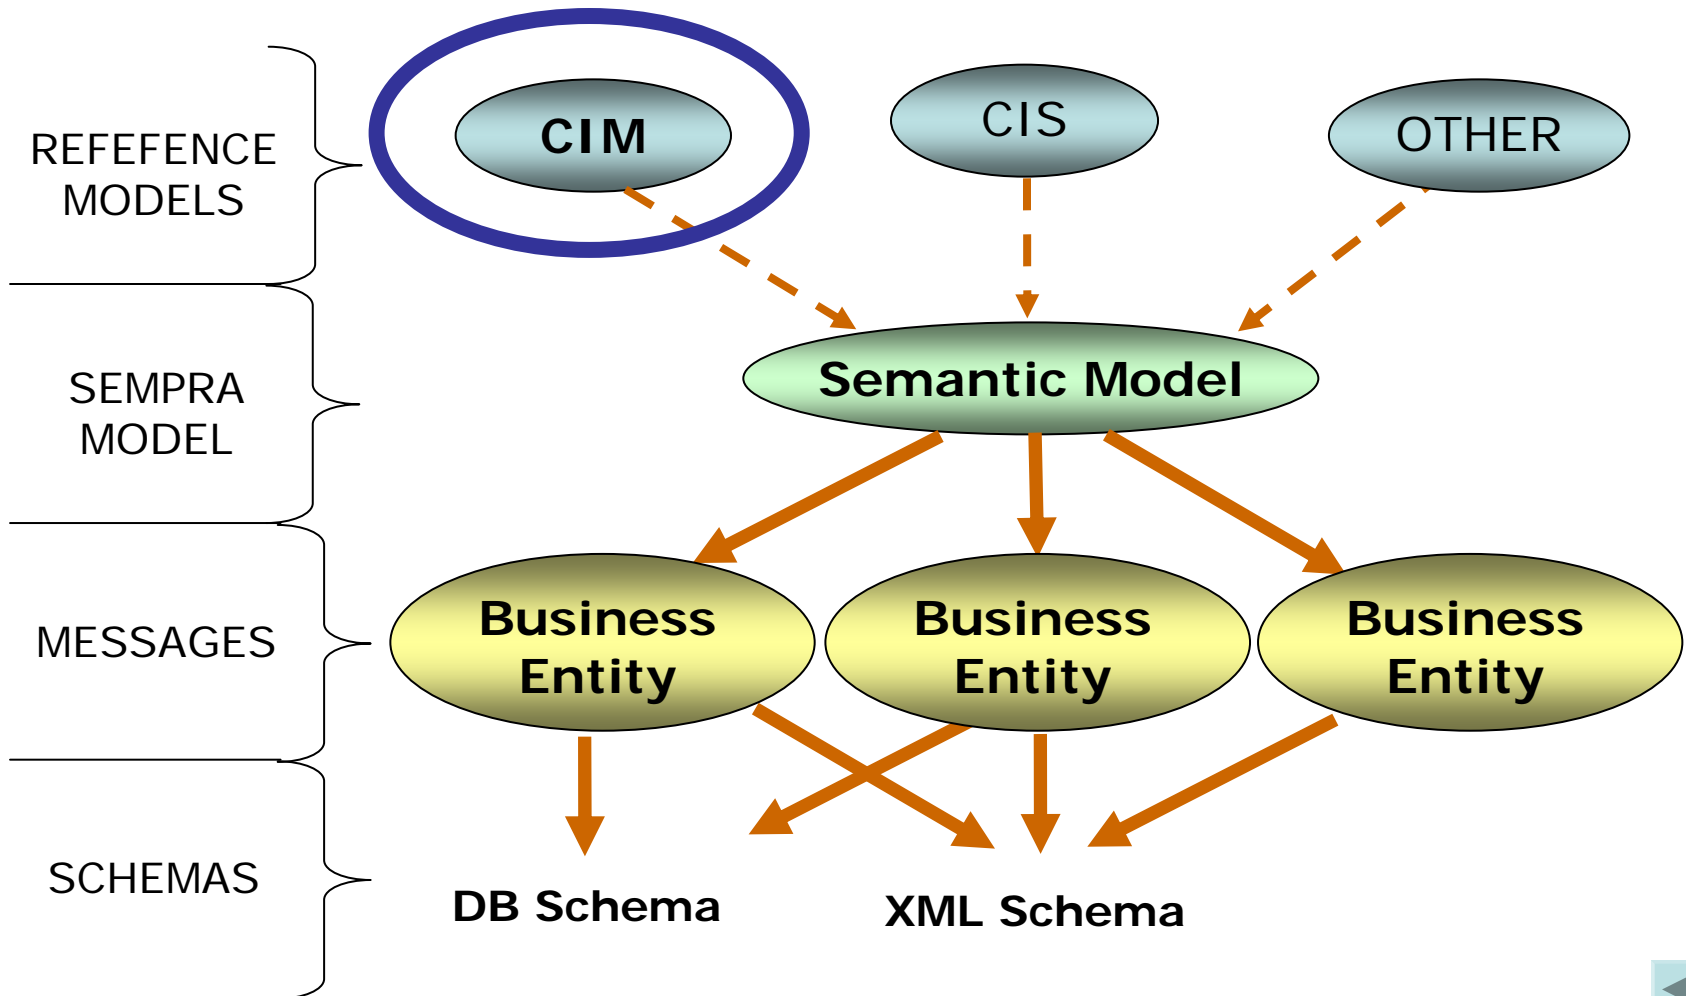 REFEFENCE
MODELS
CIM
CIS
OTHER
SEMPRA
MODEL
Semantic Model
MESSAGES
Business
Entity
Business
Entity
Business
Entity
SCHEMAS
DB Schema
XML Schema